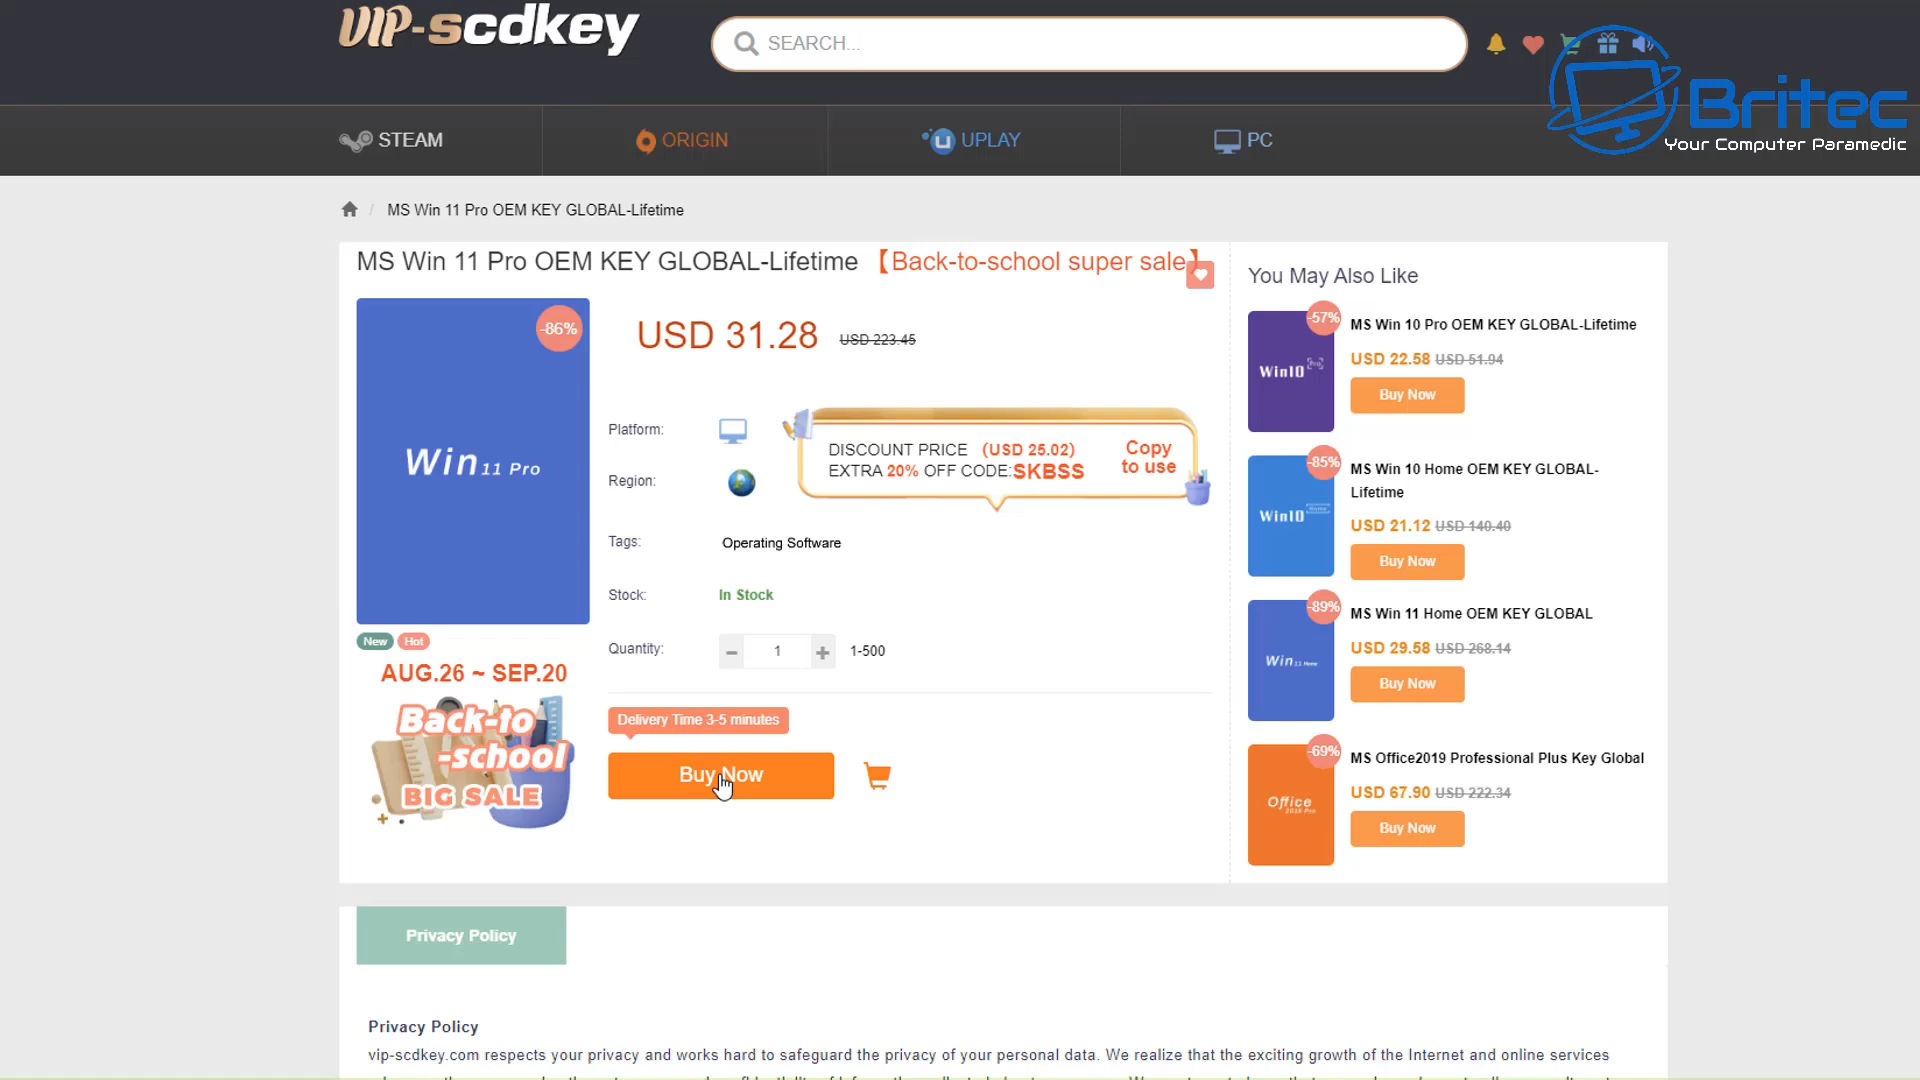 VIP-scdkey
SEARCH...
Britec
Your Computer Paramedic
STEAM
ORIGIN
UPLAY
PC
/ MS Win 11 Pro OEM KEY GLOBAL-Lifetime
MS Win 11 Pro OEM KEY GLOBAL-Lifetime 【Back-to-school super sale】
-86%
Win 11 Pro
New
Hot
AUG.26 ~ SEP.20
Back-to
-school
BIG SALE
USD 31.28 USD 223.45
Platform:
DISCOUNT PRICE (USD 25.02)
EXTRA 20% OFF CODE:SKBSS
Copy
to use
Region:
Tags: Operating Software
Stock: In Stock
Quantity: − 1 + 1-500
Delivery Time 3-5 minutes
Buy Now
You May Also Like
-57%
Win10 Pro
MS Win 10 Pro OEM KEY GLOBAL-Lifetime
USD 22.58 USD 51.94
Buy Now
-85%
Win10
MS Win 10 Home OEM KEY GLOBAL-
Lifetime
USD 21.12 USD 140.40
Buy Now
-89%
Win 11 Home
MS Win 11 Home OEM KEY GLOBAL
USD 29.58 USD 268.14
Buy Now
-69%
Office
2019 Pro
MS Office2019 Professional Plus Key Global
USD 67.90 USD 222.34
Buy Now
Privacy Policy
Privacy Policy
vip-scdkey.com respects your privacy and works hard to safeguard the privacy of your personal data. We realize that the exciting growth of the Internet and online services